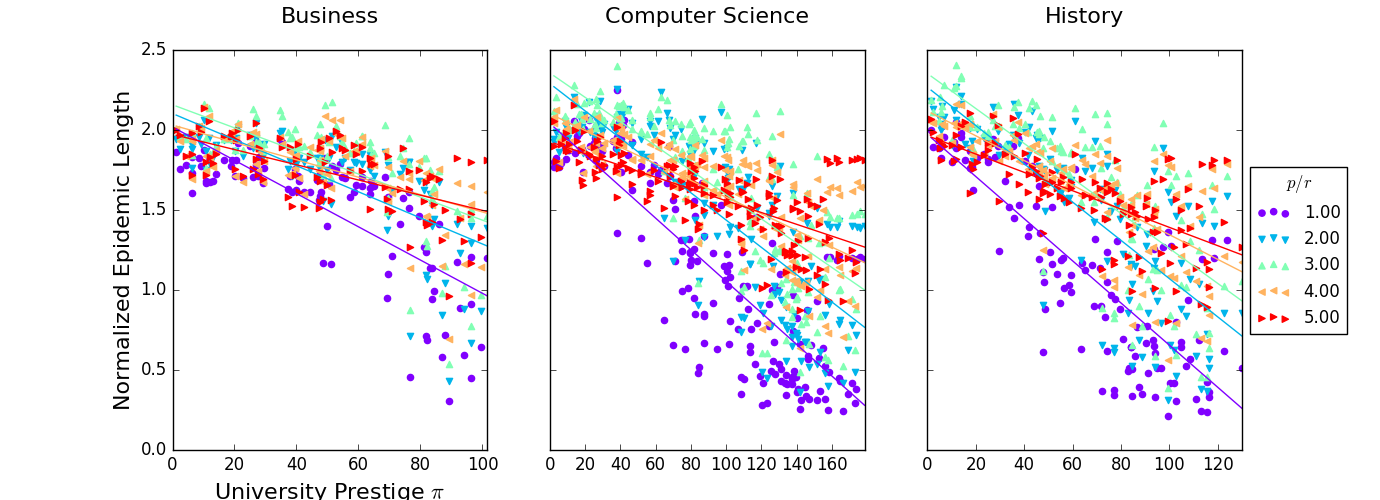 Business
Computer Science
History
Normalized Epidemic Length
2.5
2.0
1.5
1.0
0.5
0.0
0 20 40 60 80 100
0 20 40 60 80 100 120 140 160
0 20 40 60 80 100 120
University Prestige π
p/r
1.00
2.00
3.00
4.00
5.00